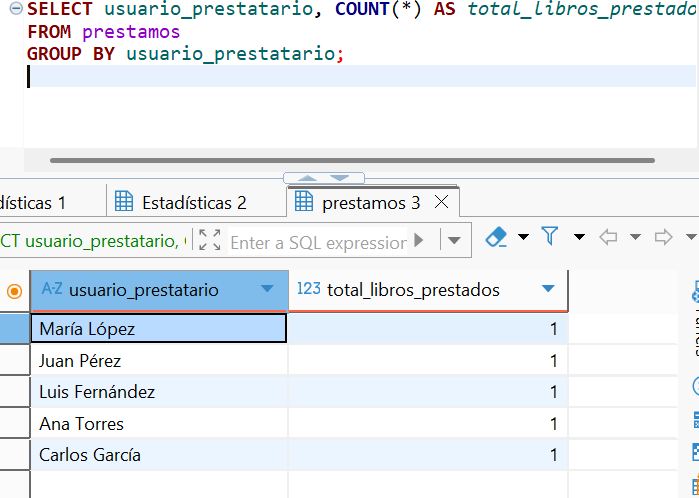 SELECT usuario_prestatario, COUNT(*) AS total_libros_prestado
FROM prestamos
GROUP BY usuario_prestatario;
dísticas 1
Estadísticas 2
prestamos 3
CT usuario_prestatario,
Enter a SQL expression
A-Z usuario_prestatario
123 total_libros_prestados
María López 1
Juan Pérez 1
Luis Fernández 1
Ana Torres 1
Carlos García 1